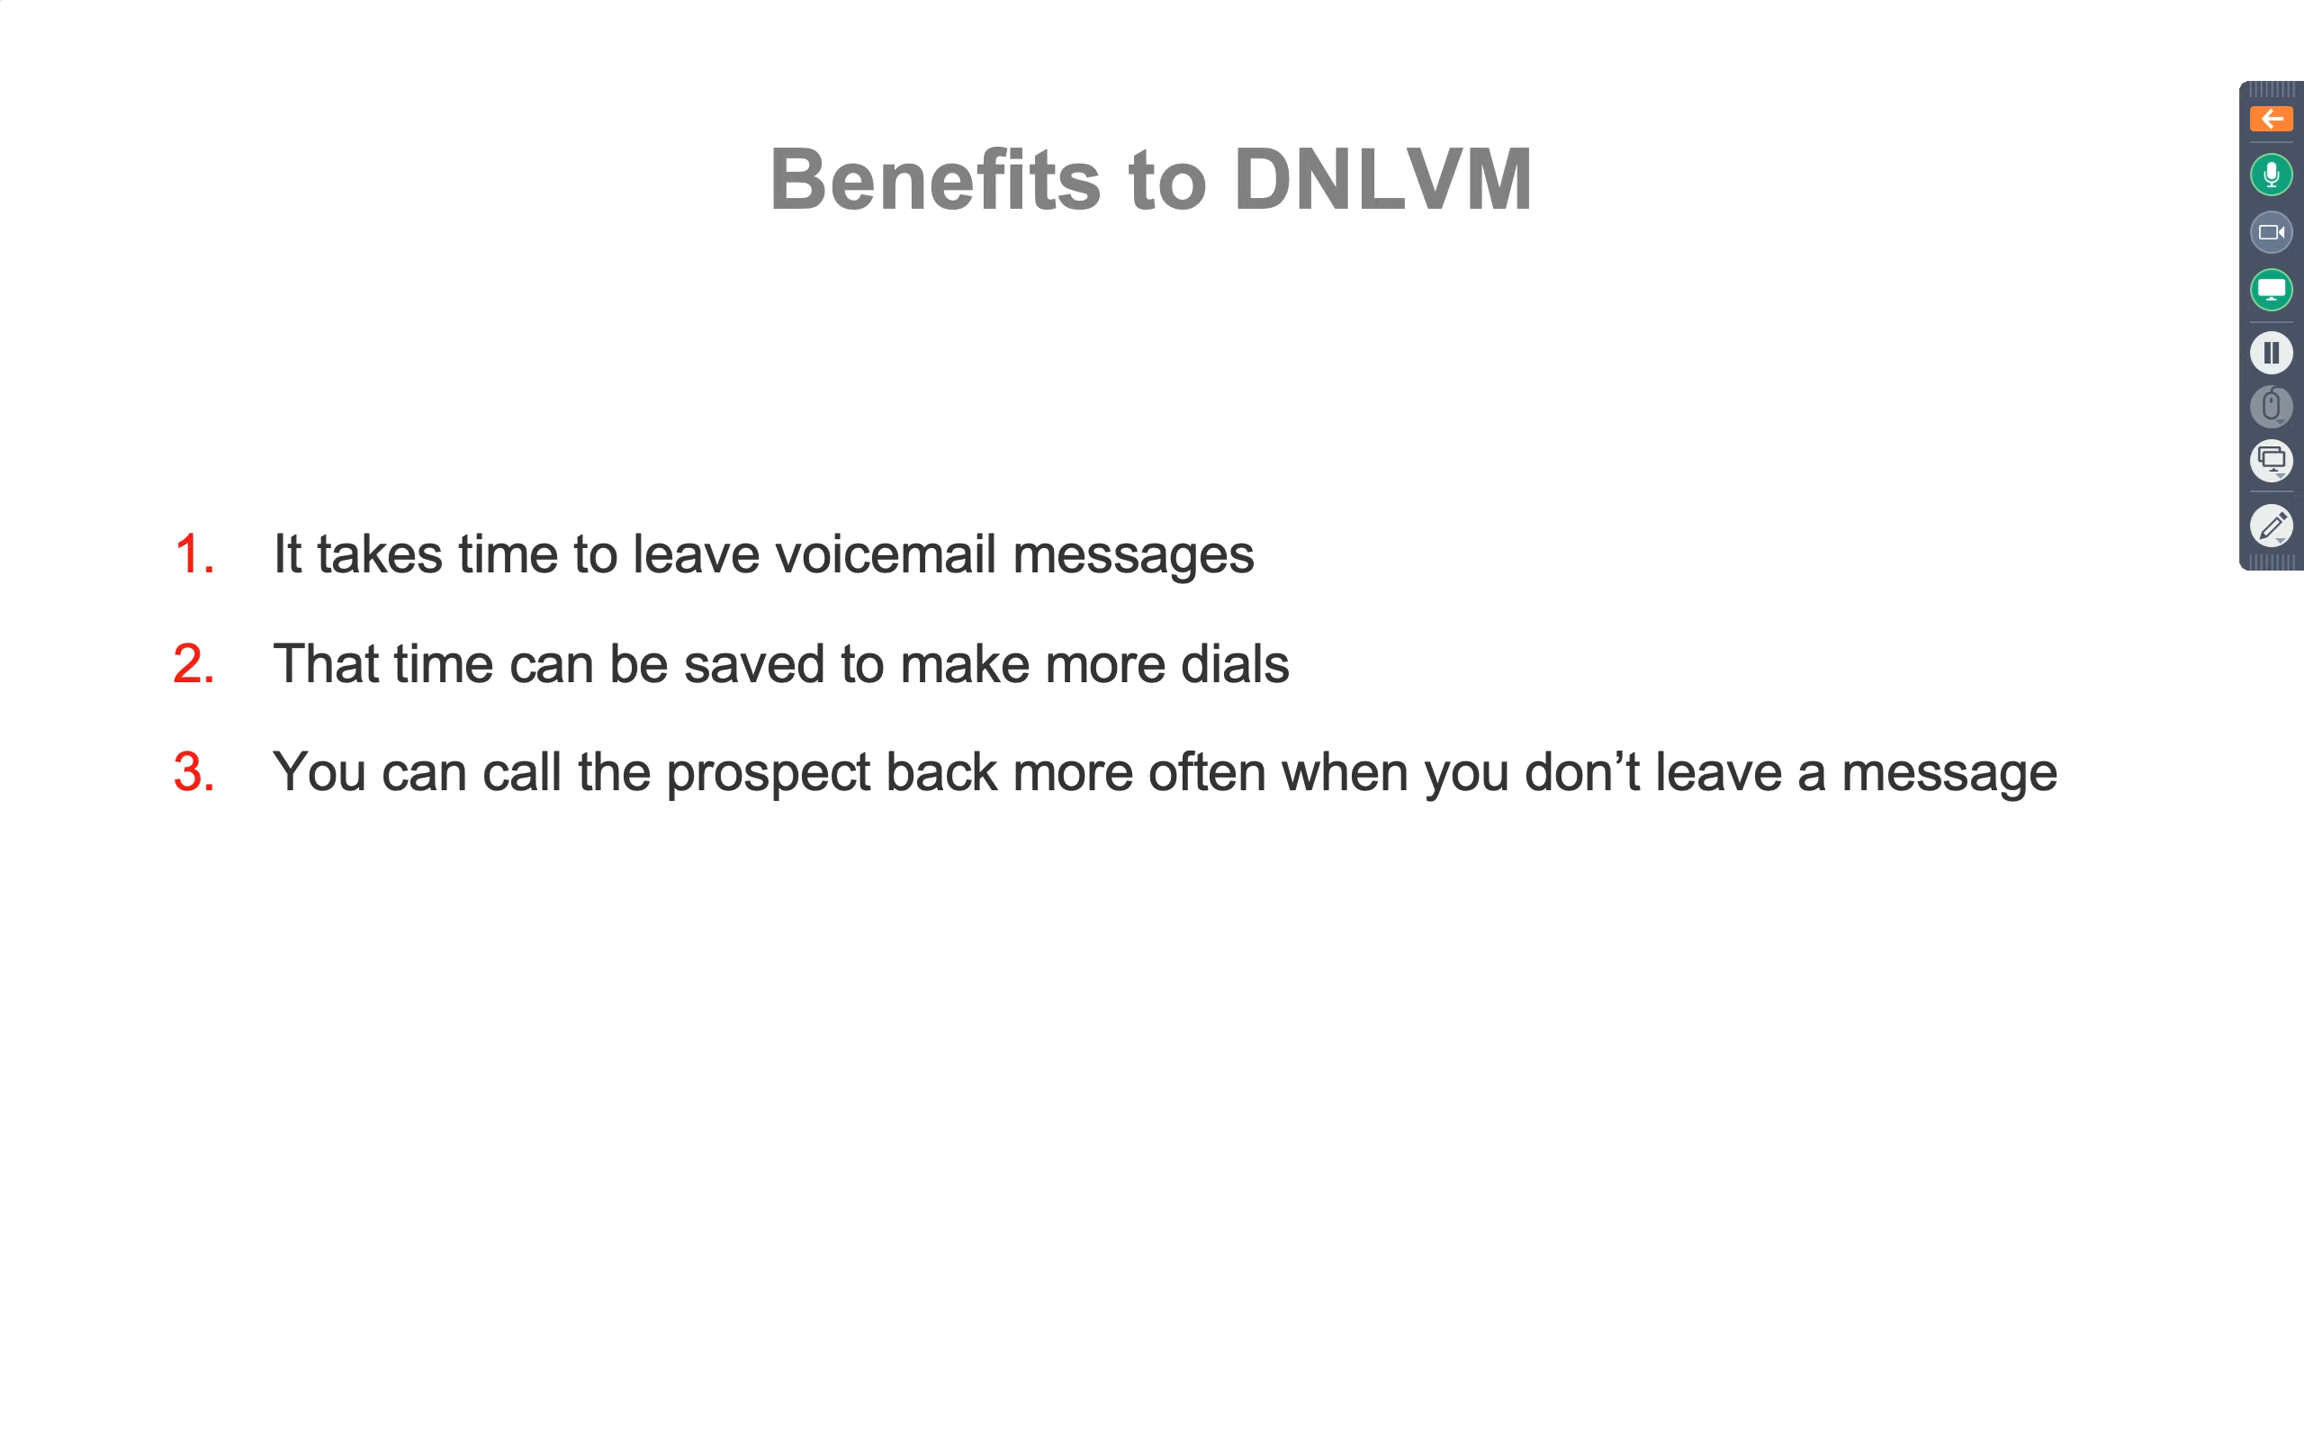 Benefits to DNLVM
1. It takes time to leave voicemail messages
2. That time can be saved to make more dials
3. You can call the prospect back more often when you don’t leave a message